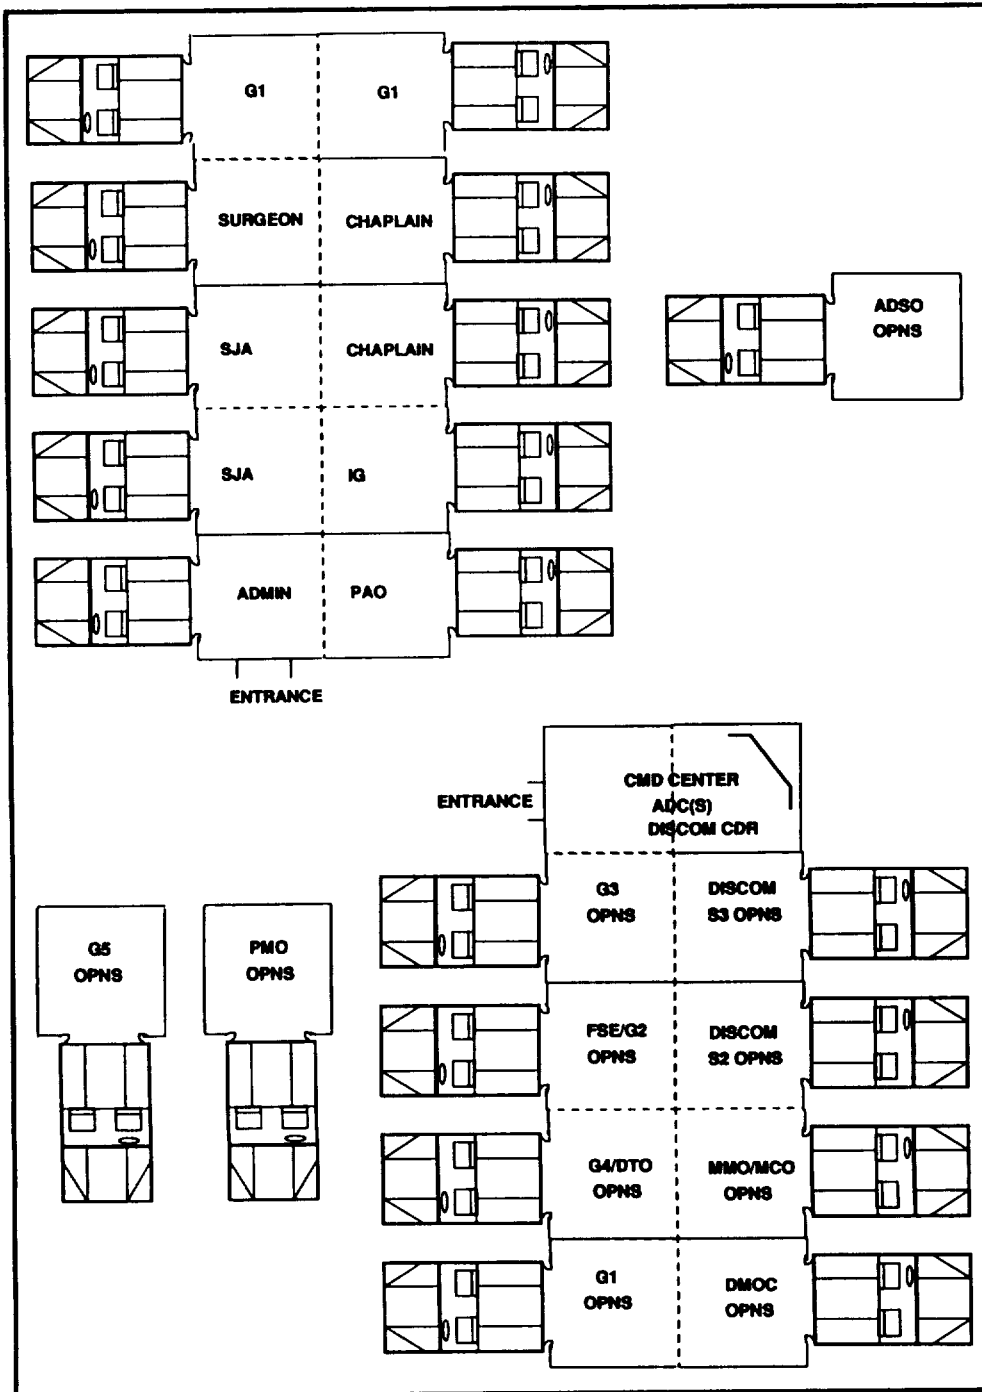 G1
G1
SURGEON
CHAPLAIN
ADSO
OPNS
SJA
CHAPLAIN
SJA
IG
ADMIN
PAO
ENTRANCE
ENTRANCE
CMD CENTER
ADC(S)
DISCOM CDR
G5
OPNS
PMO
OPNS
G3
OPNS
DISCOM
S3 OPNS
FSE/G2
OPNS
DISCOM
S2 OPNS
G4/DTO
OPNS
MMO/MCO
OPNS
G1
OPNS
DMOC
OPNS